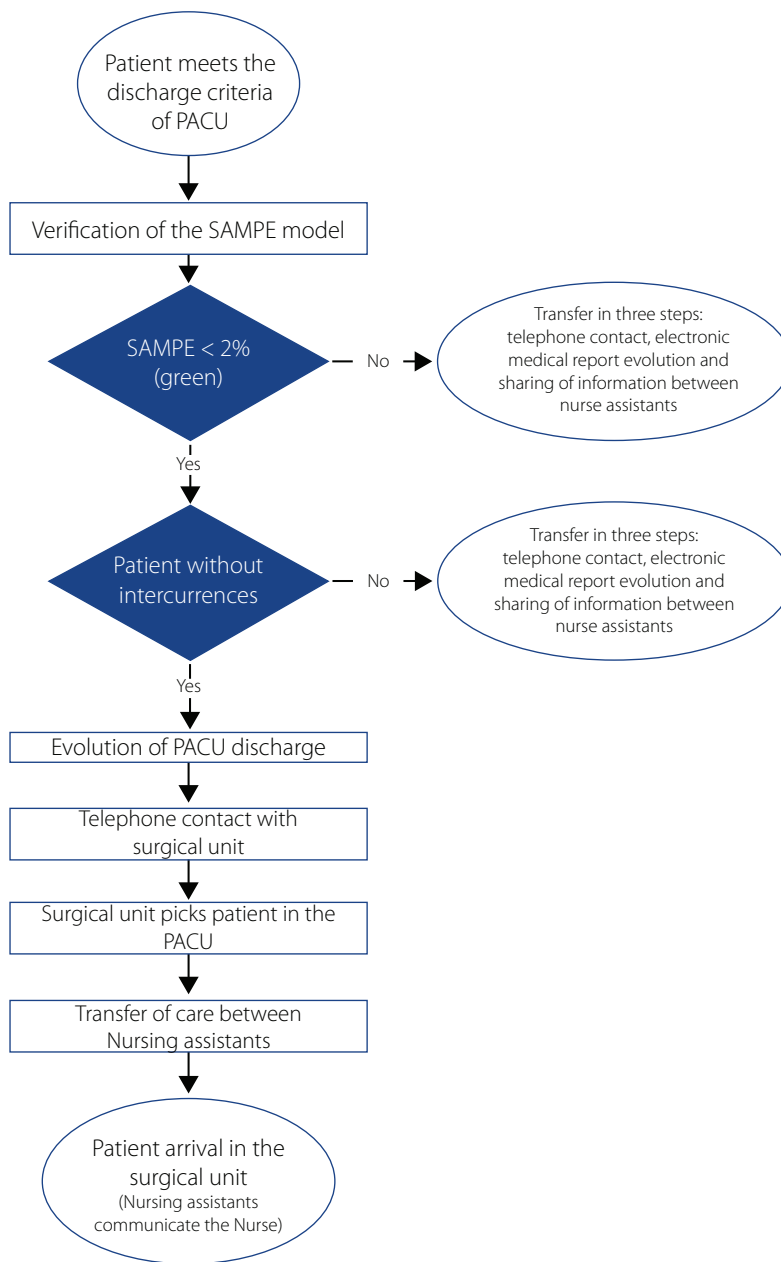 Patient meets the
discharge criteria
of PACU
Verification of the SAMPE model
SAMPE < 2%
(green)
No
Transfer in three steps:
telephone contact, electronic
medical report evolution and
sharing of information between
nurse assistants
Yes
Patient without
intercurrences
No
Transfer in three steps:
telephone contact, electronic
medical report evolution and
sharing of information between
nurse assistants
Yes
Evolution of PACU discharge
Telephone contact with
surgical unit
Surgical unit picks patient in the
PACU
Transfer of care between
Nursing assistants
Patient arrival in the
surgical unit
(Nursing assistants
communicate the Nurse)